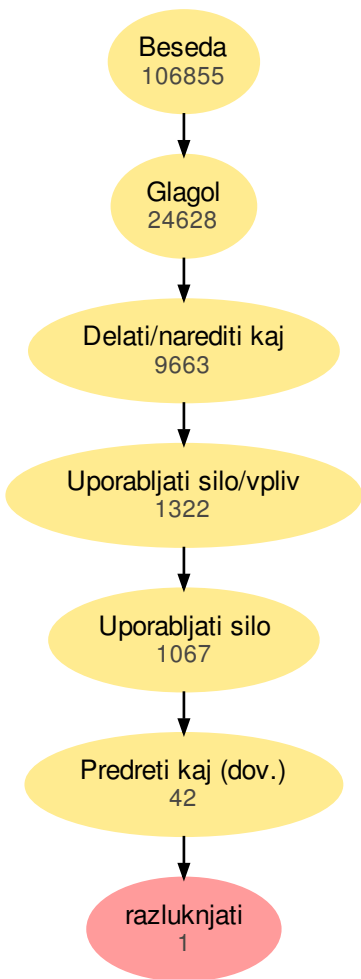 Beseda
106855
Glagol
24628
Delati/narediti kaj
9663
Uporabljati silo/vpliv
1322
Uporabljati silo
1067
Predreti kaj (dov.)
42
razluknjati
1